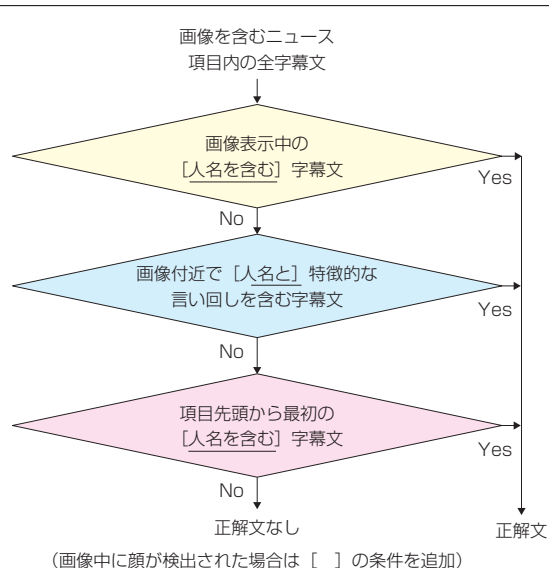 画像を含むニュース
項目内の全字幕文
画像表示中の
[人名を含む] 字幕文
Yes
No
画像付近で [人名と] 特徴的な
言い回しを含む字幕文
Yes
No
項目先頭から最初の
[人名を含む] 字幕文
Yes
No
正解文なし
正解文
(画像中に顔が検出された場合は [ ] の条件を追加)